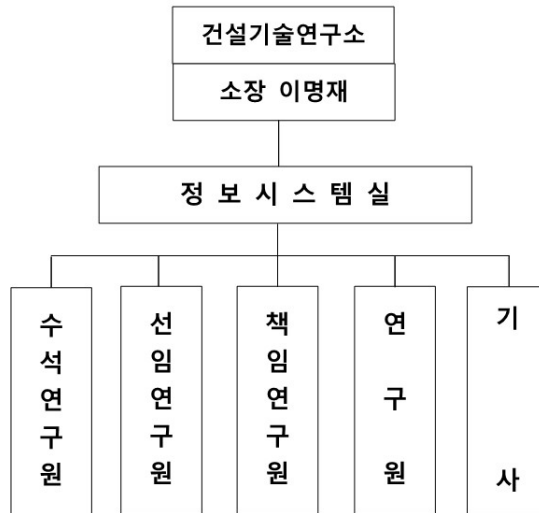 건설기술연구소
소장 이명재
정 보 시 스 템 실
수석연구원
선임연구원
책임연구원
연 구 원
기 사